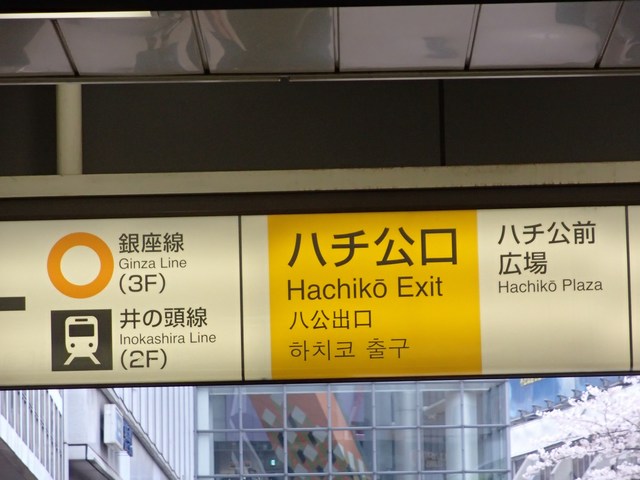 銀座線
Ginza Line
(3F)
井の頭線
Inokashira Line
(2F)
ハチ公口
Hachikō Exit
八公出口
하치코 출구
ハチ公前
広場
Hachikō Plaza